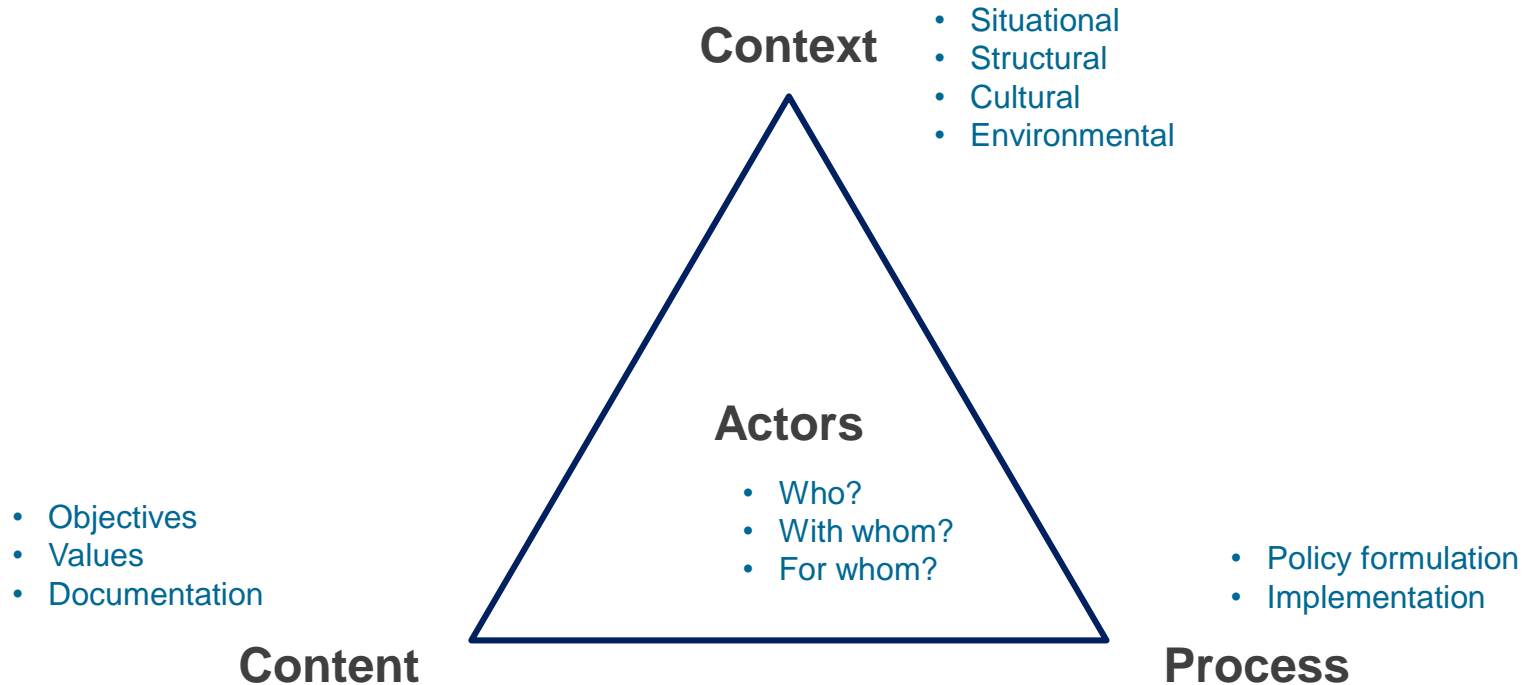 Context
• Situational
• Structural
• Cultural
• Environmental
Actors
• Who?
• With whom?
• For whom?
• Objectives
• Values
• Documentation
Content
• Policy formulation
• Implementation
Process